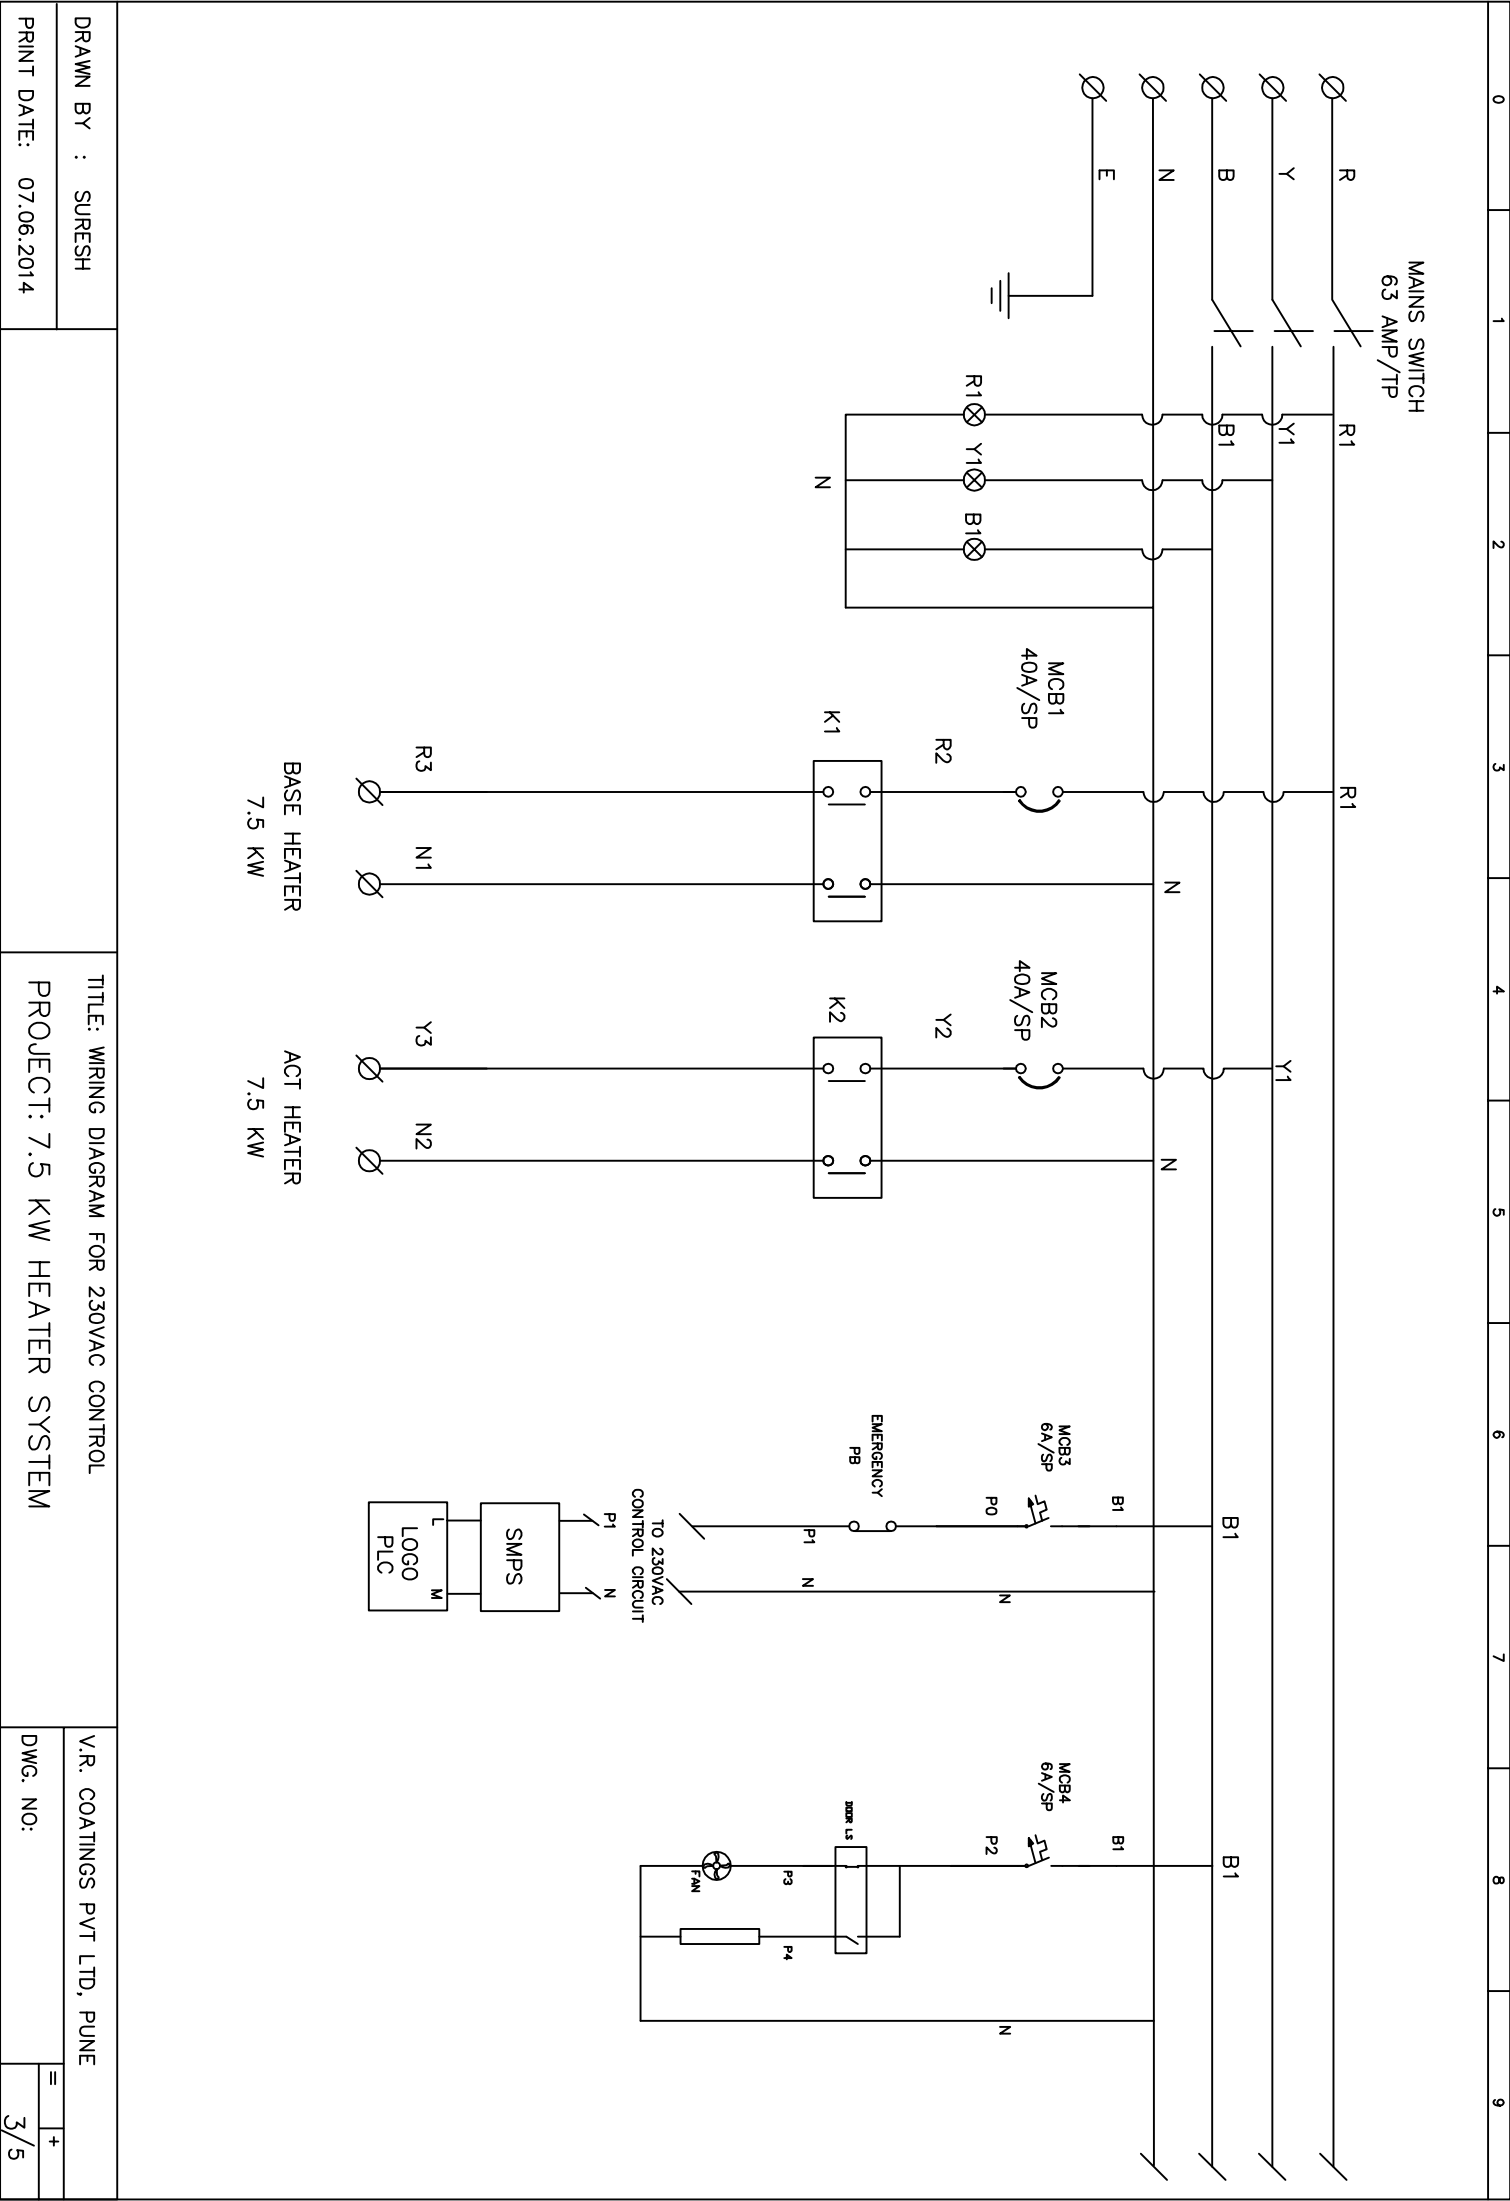 0
1
2
3
4
5
6
7
8
9
MAINS SWITCH
63 AMP/TP
R
Y
B
N
E
R1
Y1
B1
R1
Y1
B1
N
R1
N
Y1
N
B1
B1
MCB1
40A/SP
R2
K1
R3
N1
BASE HEATER
7.5 KW
MCB2
40A/SP
Y2
K2
Y3
N2
ACT HEATER
7.5 KW
B1
MCB3
6A/SP
P0
N
EMERGENCY
PB
P1
N
TO 230VAC
CONTROL CIRCUIT
P1
N
SMPS
L
M
LOGO
PLC
B1
MCB4
6A/SP
P2
N
DOOR LS
P3
P4
FAN
DRAWN BY : SURESH
PRINT DATE: 07.06.2014
TITLE: WIRING DIAGRAM FOR 230VAC CONTROL
PROJECT: 7.5 KW HEATER SYSTEM
V.R. COATINGS PVT LTD, PUNE
DWG. NO:
= +
3/5